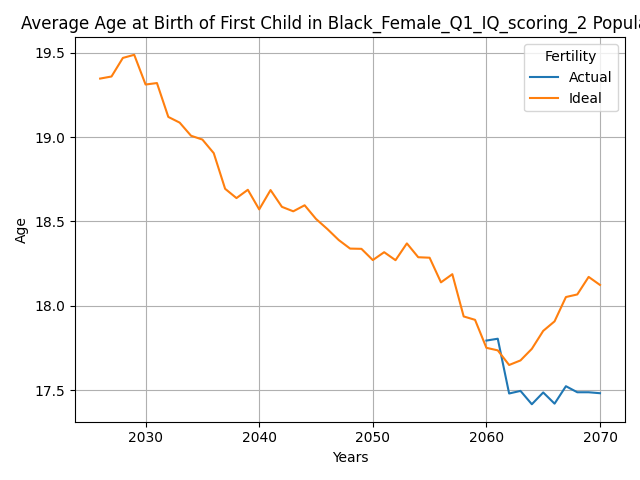 Average Age at Birth of First Child in Black_Female_Q1_IQ_scoring_2 Popula
Fertility
Actual
Ideal
19.5
19.0
18.5
18.0
17.5
Age
2030 2040 2050 2060 2070
Years